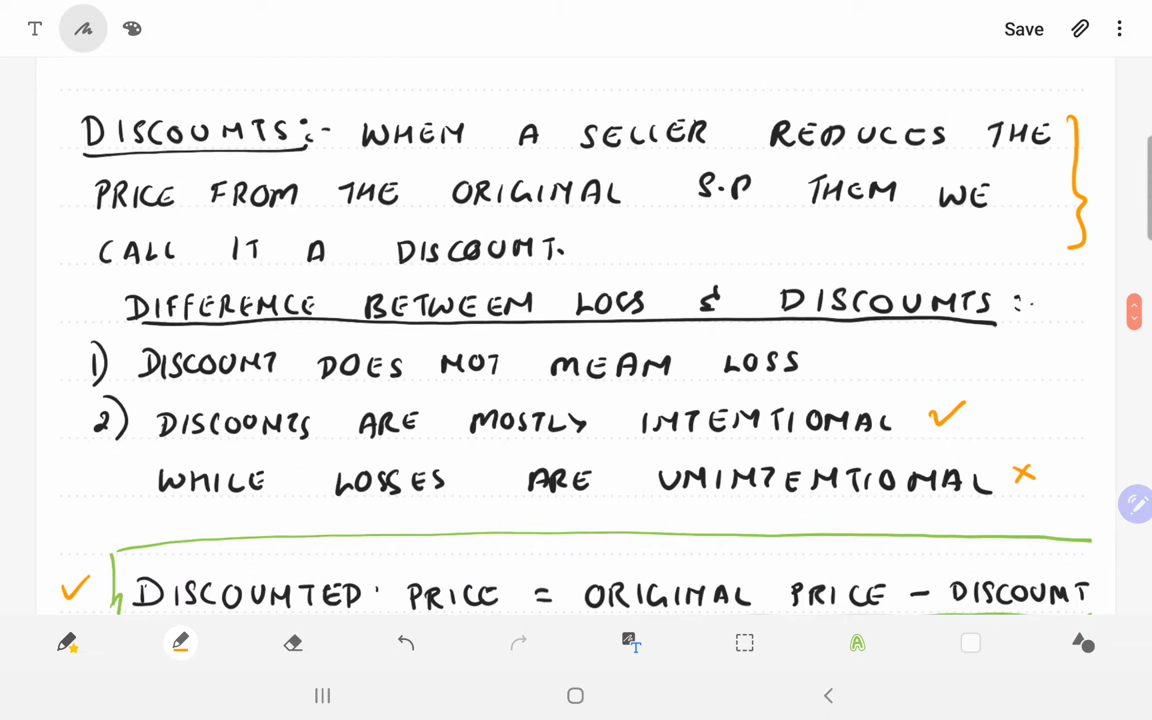 T Save
DISCOUNTS :- WHEN A SELLER REDUCES THE
PRICE FROM THE ORIGINAL S.P THEM WE
CALL IT A DISCOUNT.
DIFFERENCE BETWEEN LOSS & DISCOUNTS :-
1) DISCOUNT DOES NOT MEAN LOSS
2) DISCOUNTS ARE MOSTLY INTENTIONAL ✓
WHILE LOSSES ARE UNINTENTIONAL ×
✓ DISCOUNTED PRICE = ORIGINAL PRICE - DISCOUNT